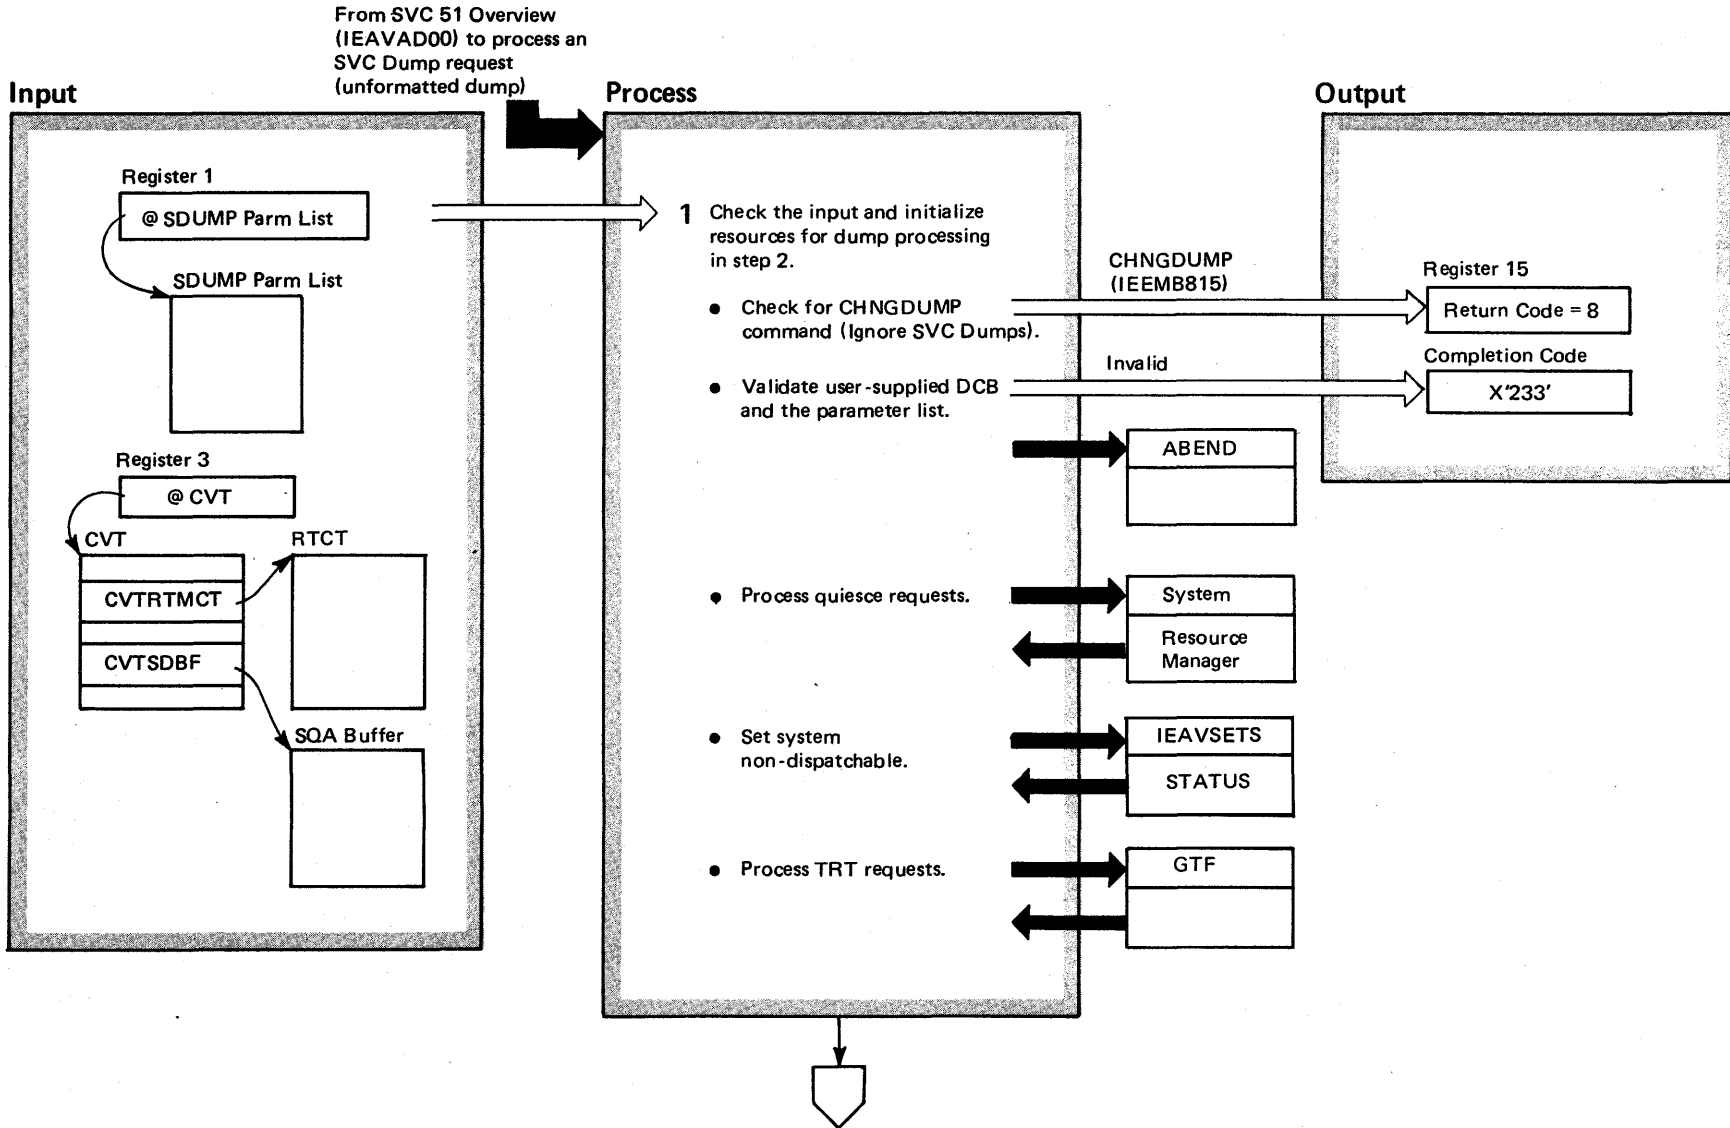 From SVC 51 Overview
(IEAVAD00) to process an
SVC Dump request
(unformatted dump)
Input
Process
Output
Register 1
@ SDUMP Parm List
SDUMP Parm List
Register 3
@ CVT
CVT
RTCT
CVTRTMCT
CVTSDBF
SQA Buffer
1 Check the input and initialize
resources for dump processing
in step 2.
• Check for CHNGDUMP
command (Ignore SVC Dumps).
• Validate user-supplied DCB
and the parameter list.
• Process quiesce requests.
• Set system
non-dispatchable.
• Process TRT requests.
CHNGDUMP
(IEEMB815)
Invalid
ABEND
System
Resource
Manager
IEAVSETS
STATUS
GTF
Register 15
Return Code = 8
Completion Code
X'233'